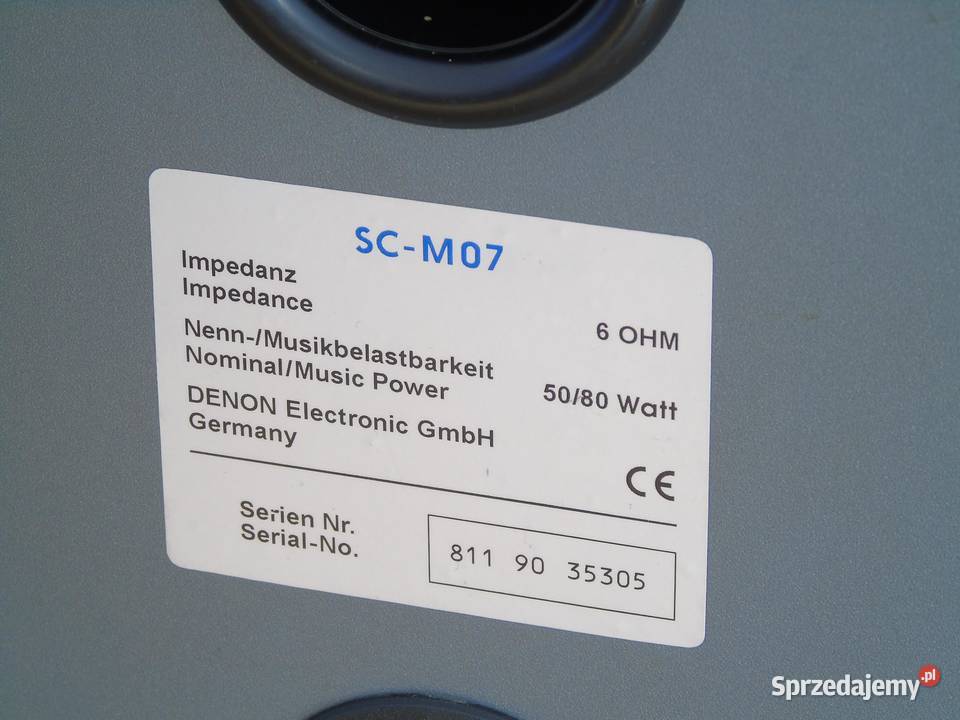 SC-M07
Impedanz
Impedance
6 OHM
Nenn-/Musikbelastbarkeit
Nominal/Music Power
50/80 Watt
DENON Electronic GmbH
Germany
CE
Serien Nr.
Serial-No.
811 90 35305
Sprzedajemy.pl